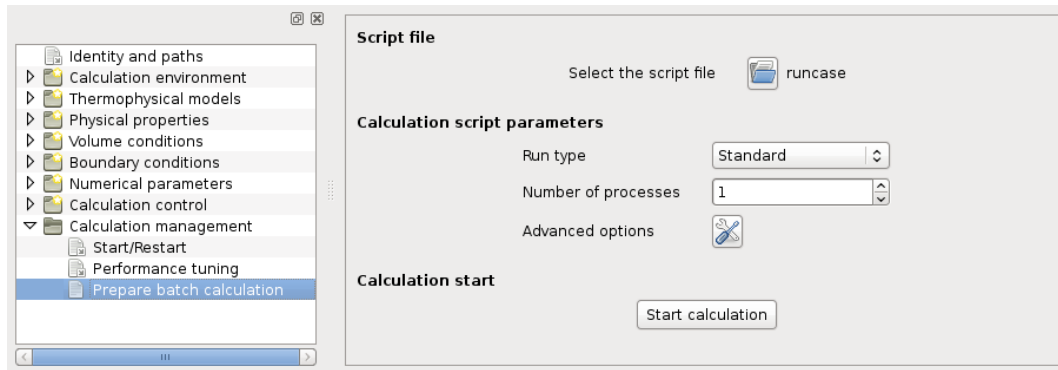 Identity and paths
Calculation environment
Thermophysical models
Physical properties
Volume conditions
Boundary conditions
Numerical parameters
Calculation control
Calculation management
Start/Restart
Performance tuning
Prepare batch calculation
Script file
Select the script file runcase
Calculation script parameters
Run type Standard
Number of processes 1
Advanced options
Calculation start
Start calculation